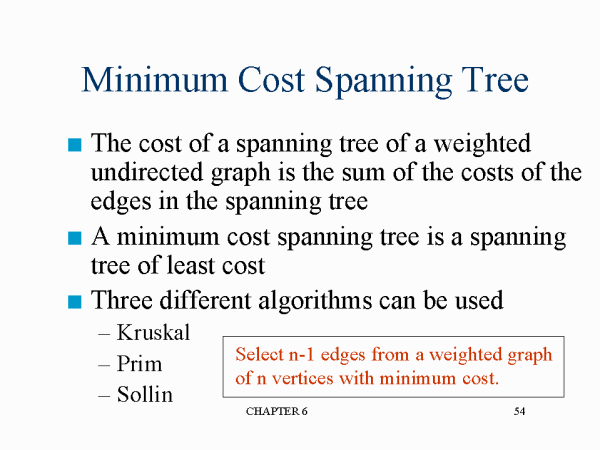 Minimum Cost Spanning Tree
The cost of a spanning tree of a weighted
undirected graph is the sum of the costs of the
edges in the spanning tree
A minimum cost spanning tree is a spanning
tree of least cost
Three different algorithms can be used
– Kruskal
– Prim
– Sollin
Select n-1 edges from a weighted graph
of n vertices with minimum cost.
CHAPTER 6 54